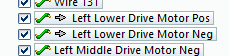 Wire 131
Left Lower Drive Motor Pos
Left Lower Drive Motor Neg
Left Middle Drive Motor Neg